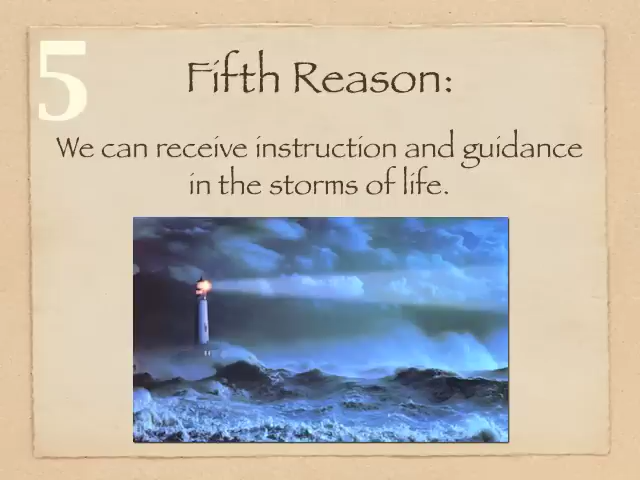 5
Fifth Reason:
We can receive instruction and guidance
in the storms of life.